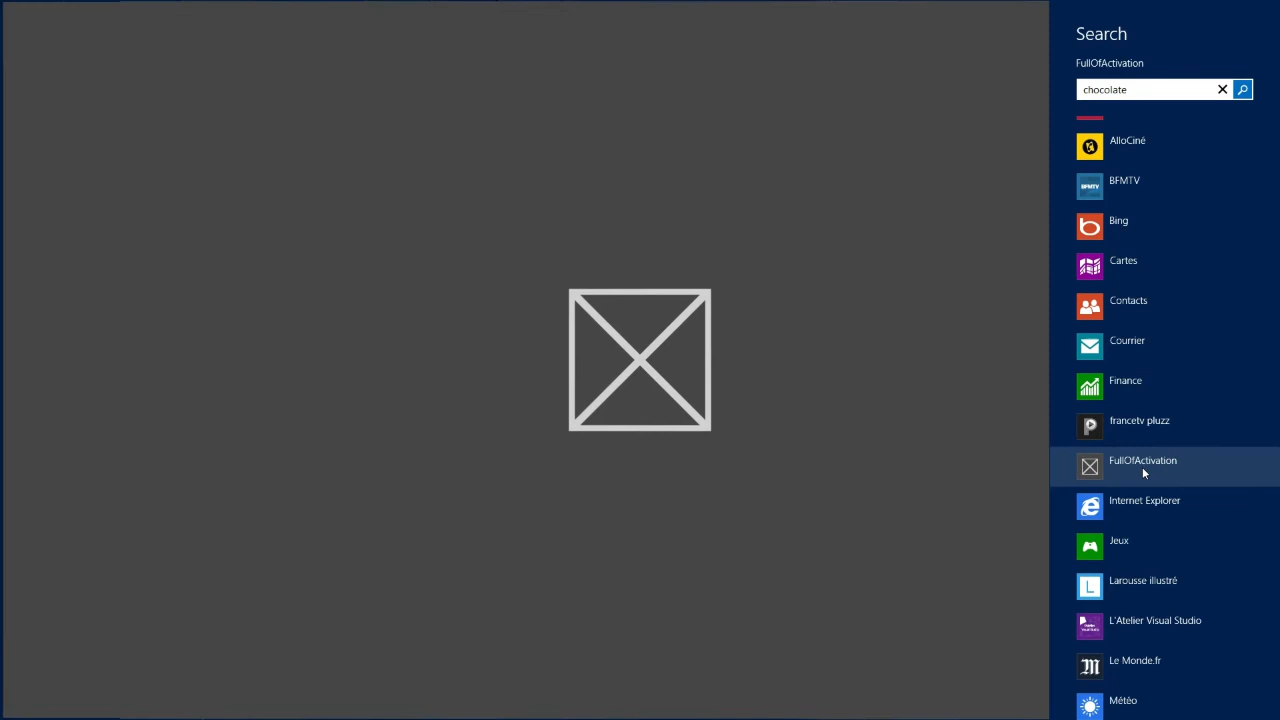 Search
FullOfActivation
chocolate
AlloCiné
BFMTV
BFMTV
Bing
Cartes
Contacts
Courrier
Finance
francetv pluzz
FullOfActivation
Internet Explorer
Jeux
L
Larousse illustré
L'Atelier Visual Studio
M
Le Monde.fr
Météo